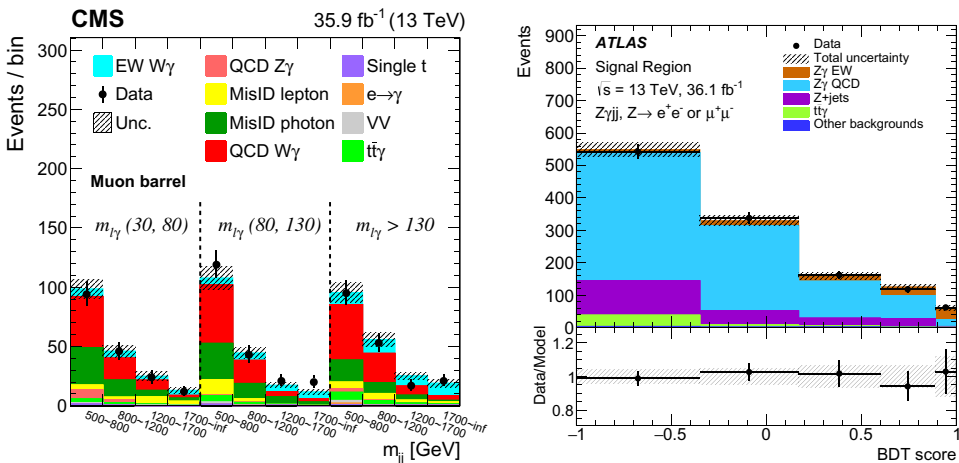 CMS 35.9 fb⁻¹ (13 TeV)
Events / bin
300
250
200
150
100
50
0
EW Wγ QCD Zγ Single t
Data MisID lepton e→γ
Unc. MisID photon VV
QCD Wγ tt̄γ
Muon barrel
m_lγ (30, 80) m_lγ (80, 130) m_lγ > 130
500−800 800−1200 1200−1700 1700−inf 500−800 800−1200 1200−1700 1700−inf 500−800 800−1200 1200−1700 1700−inf
m_jj [GeV]
Events
900
800
700
600
500
400
300
200
100
0
ATLAS
Signal Region
√s = 13 TeV, 36.1 fb⁻¹
Zγjj, Z→ e⁺e⁻ or μ⁺μ⁻
Data
Total uncertainty
Zγ EW
Zγ QCD
Z+jets
ttγ
Other backgrounds
Data/Model
1.2
1
0.8
−1 −0.5 0 0.5 1
BDT score